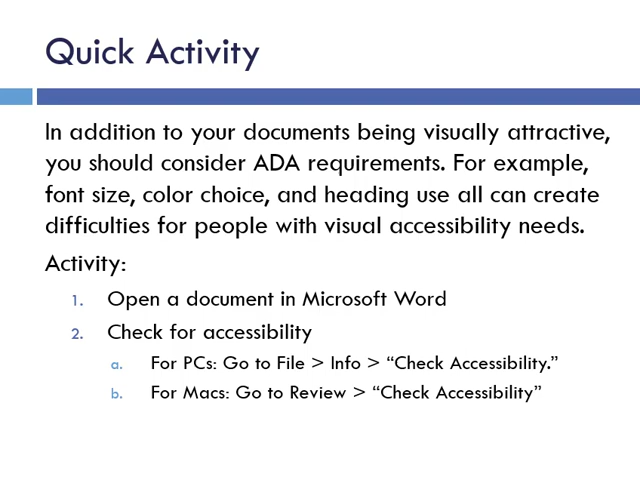 Quick Activity
In addition to your documents being visually attractive,
you should consider ADA requirements. For example,
font size, color choice, and heading use all can create
difficulties for people with visual accessibility needs.
Activity:
1. Open a document in Microsoft Word
2. Check for accessibility
a. For PCs: Go to File > Info > “Check Accessibility.”
b. For Macs: Go to Review > “Check Accessibility”